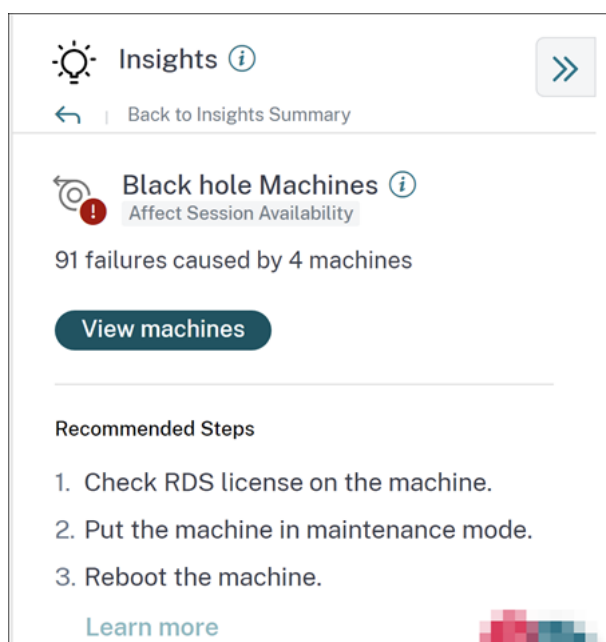 Insights
Back to Insights Summary
Black hole Machines
Affect Session Availability
91 failures caused by 4 machines
View machines
Recommended Steps
1. Check RDS license on the machine.
2. Put the machine in maintenance mode.
3. Reboot the machine.
Learn more